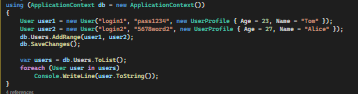 using (ApplicationContext db = new ApplicationContext())
{
User user1 = new User("login1", "pass1234", new UserProfile { Age = 23, Name = "Tom" });
User user2 = new User("login2", "5678word2", new UserProfile { Age = 27, Name = "Alice" });
db.Users.AddRange(user1, user2);
db.SaveChanges();
var users = db.Users.ToList();
foreach (User user in users)
Console.WriteLine(user.ToString());
}
references